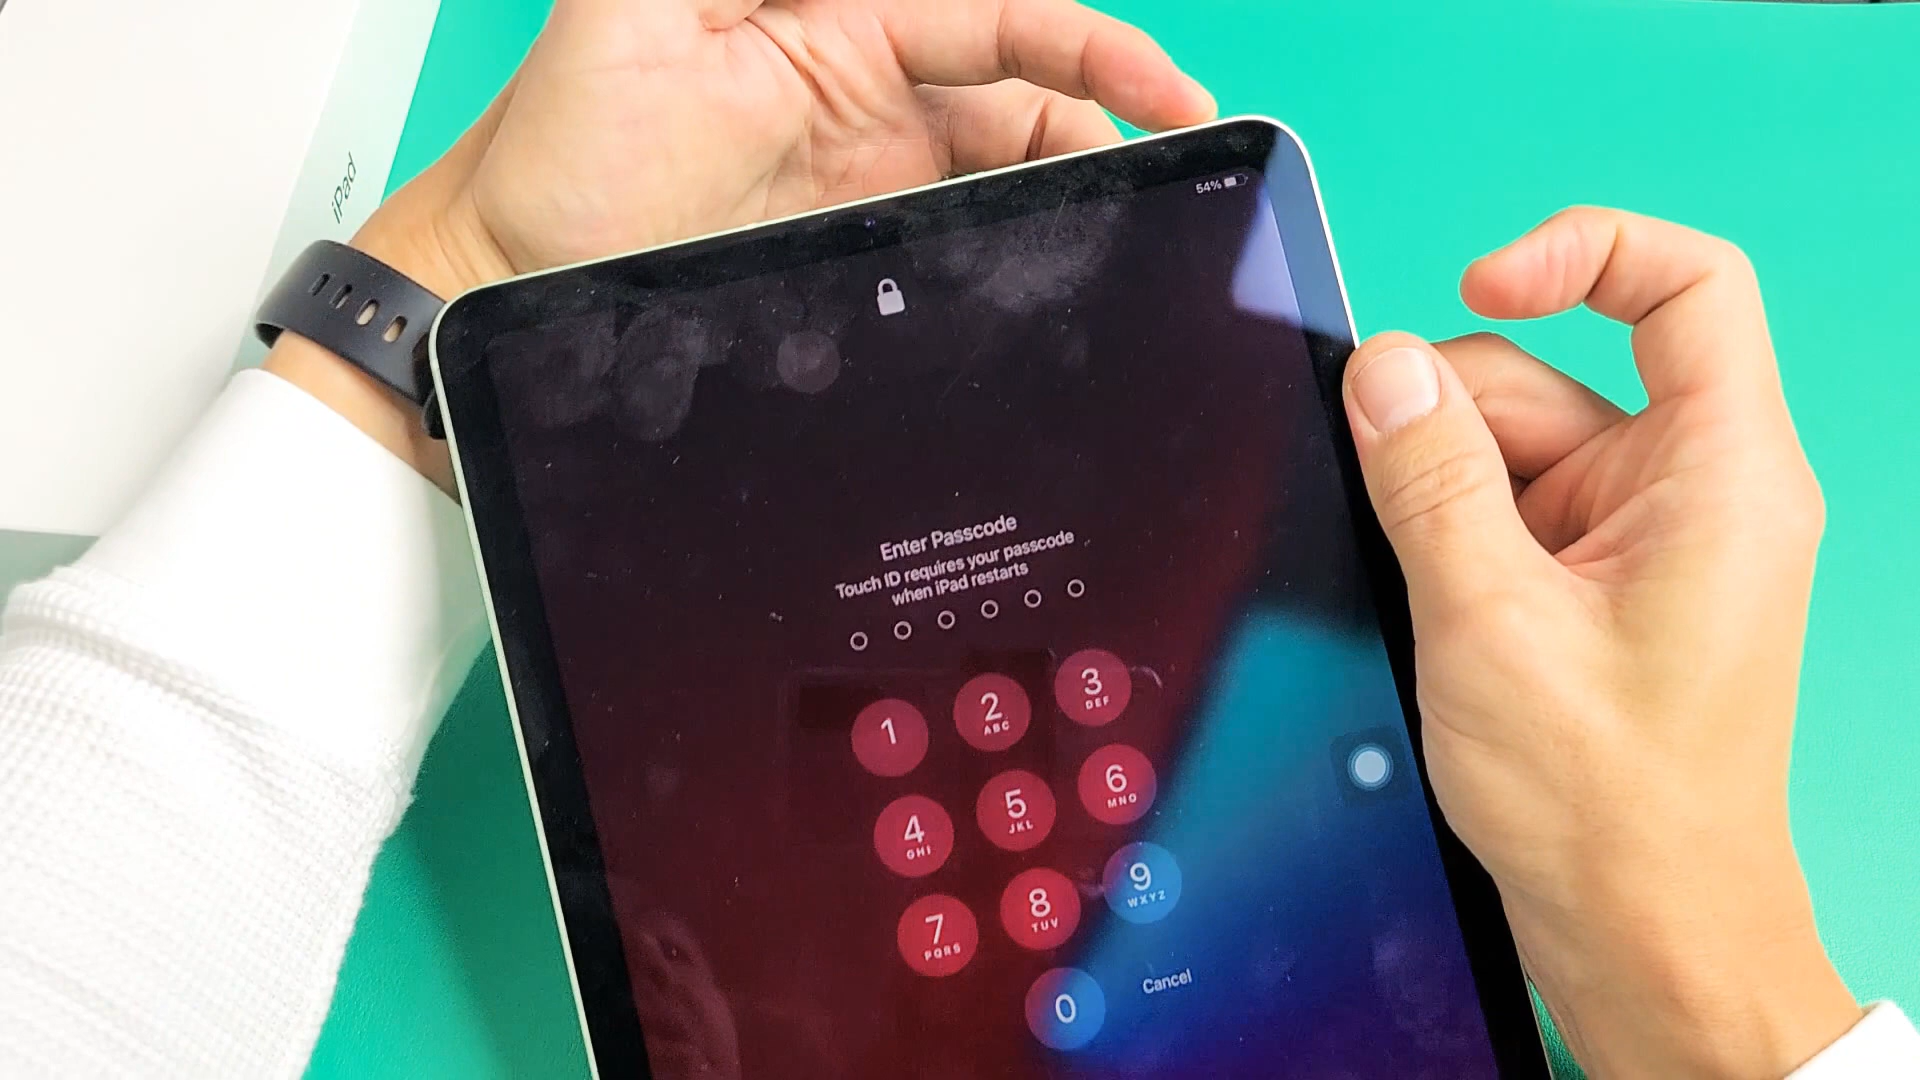 iPad
54%
Enter Passcode
Touch ID requires your passcode
when iPad restarts
1
2
ABC
3
DEF
4
GHI
5
JKL
6
MNO
7
PQRS
8
TUV
9
WXYZ
0
Cancel